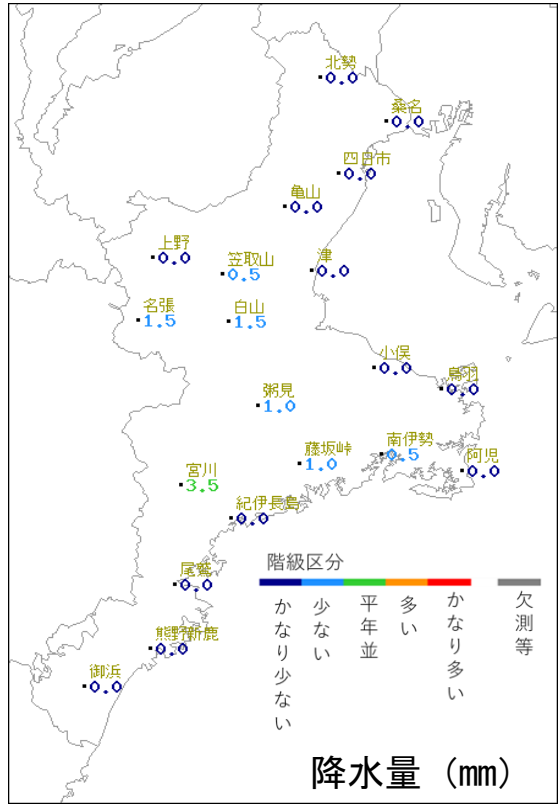 北勢
0.0
桑名
0.0
四日市
0.0
亀山
0.0
上野
0.0
笠取山
0.5
津
0.0
名張
1.5
白山
1.5
小俣
0.0
鳥羽
0.0
粥見
1.0
藤坂峠
1.0
南伊勢
0.5
阿児
0.0
宮川
3.5
紀伊長島
0.0
尾鷲
0.0
熊野新鹿
0.0
御浜
0.0
階級区分
かなり少ない
少ない
平年並
多い
かなり多い
欠測等
降水量 (mm)